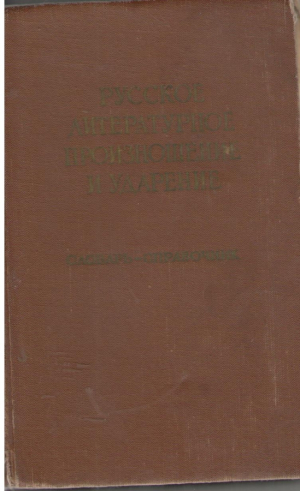 РУССКОЕ
ЛИТЕРАТУРНОЕ
ПРОИЗНОШЕНИЕ
И УДАРЕНИЕ
СЛОВАРЬ—СПРАВОЧНИК